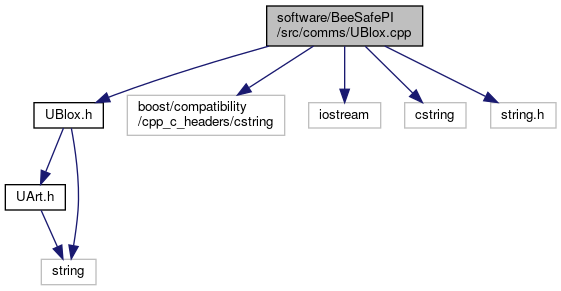 software/BeeSafePI
/src/comms/UBlox.cpp
UBlox.h
boost/compatibility
/cpp_c_headers/cstring
iostream
cstring
string.h
UArt.h
string